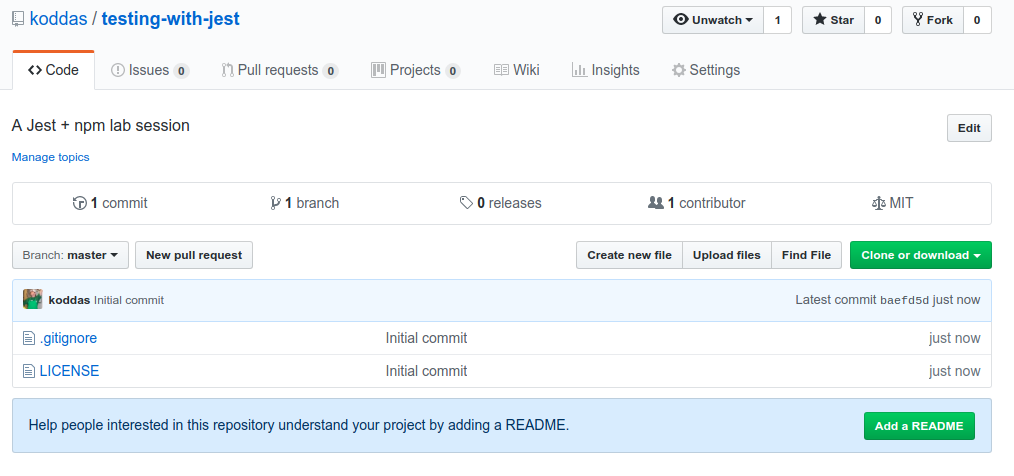 koddas / testing-with-jest Unwatch 1 Star 0 Fork 0
Code Issues 0 Pull requests 0 Projects 0 Wiki Insights Settings
A Jest + npm lab session Edit
Manage topics
1 commit 1 branch 0 releases 1 contributor MIT
Branch: master New pull request Create new file Upload files Find File Clone or download
koddas Initial commit Latest commit baefd5d just now
.gitignore Initial commit just now
LICENSE Initial commit just now
Help people interested in this repository understand your project by adding a README. Add a README